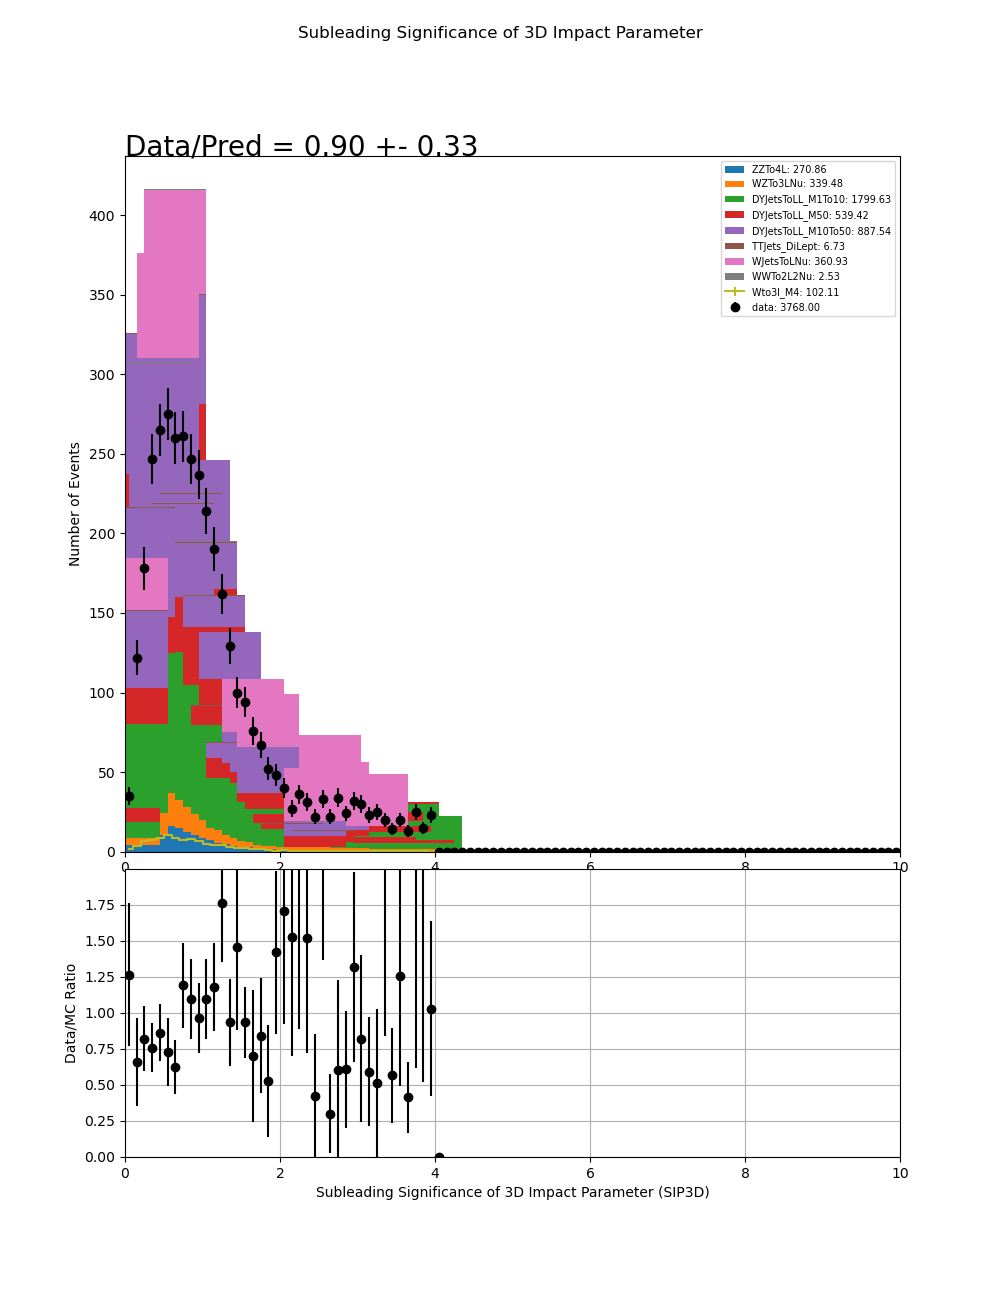 Subleading Significance of 3D Impact Parameter
Data/Pred = 0.90 +- 0.33
ZZTo4L: 270.86
WZTo3LNu: 339.48
DYJetsToLL_M1To10: 1799.63
DYJetsToLL_M50: 539.42
DYJetsToLL_M10To50: 887.54
TTJets_DiLept: 6.73
WJetsToLNu: 360.93
WWTo2L2Nu: 2.53
Wto3l_M4: 102.11
data: 3768.00
Number of Events
400
350
300
250
200
150
100
50
0
0 2 4 6 8 10
Data/MC Ratio
1.75
1.50
1.25
1.00
0.75
0.50
0.25
0.00
0 2 4 6 8 10
Subleading Significance of 3D Impact Parameter (SIP3D)